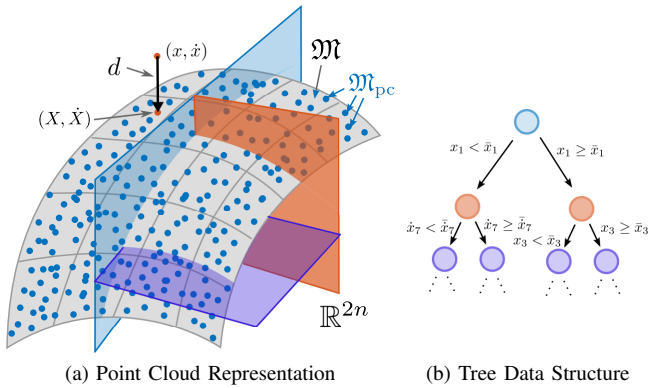 (x, ẋ)
d
𝔐
𝔐pc
(X, Ẋ)
x₁ < x̄₁
x₁ ≥ x̄₁
ẋ₇ < x̄̇₇
ẋ₇ ≥ x̄̇₇
x₃ < x̄₃
x₃ ≥ x̄₃
ℝ²ⁿ
(a) Point Cloud Representation
(b) Tree Data Structure